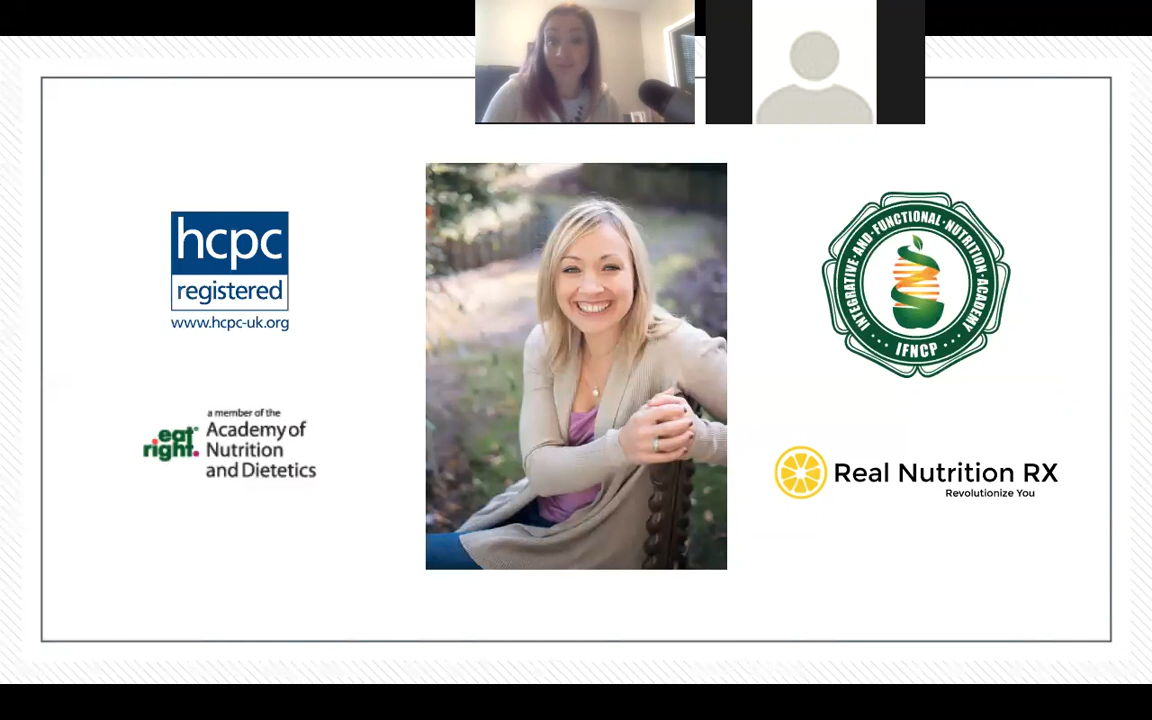 hcpc
registered
www.hcpc-uk.org
a member of the
eat right. Academy of
Nutrition
and Dietetics
INTEGRATIVE·AND·FUNCTIONAL·NUTRITION·ACADEMY
··· IFNCP ···
Real Nutrition RX
Revolutionize You